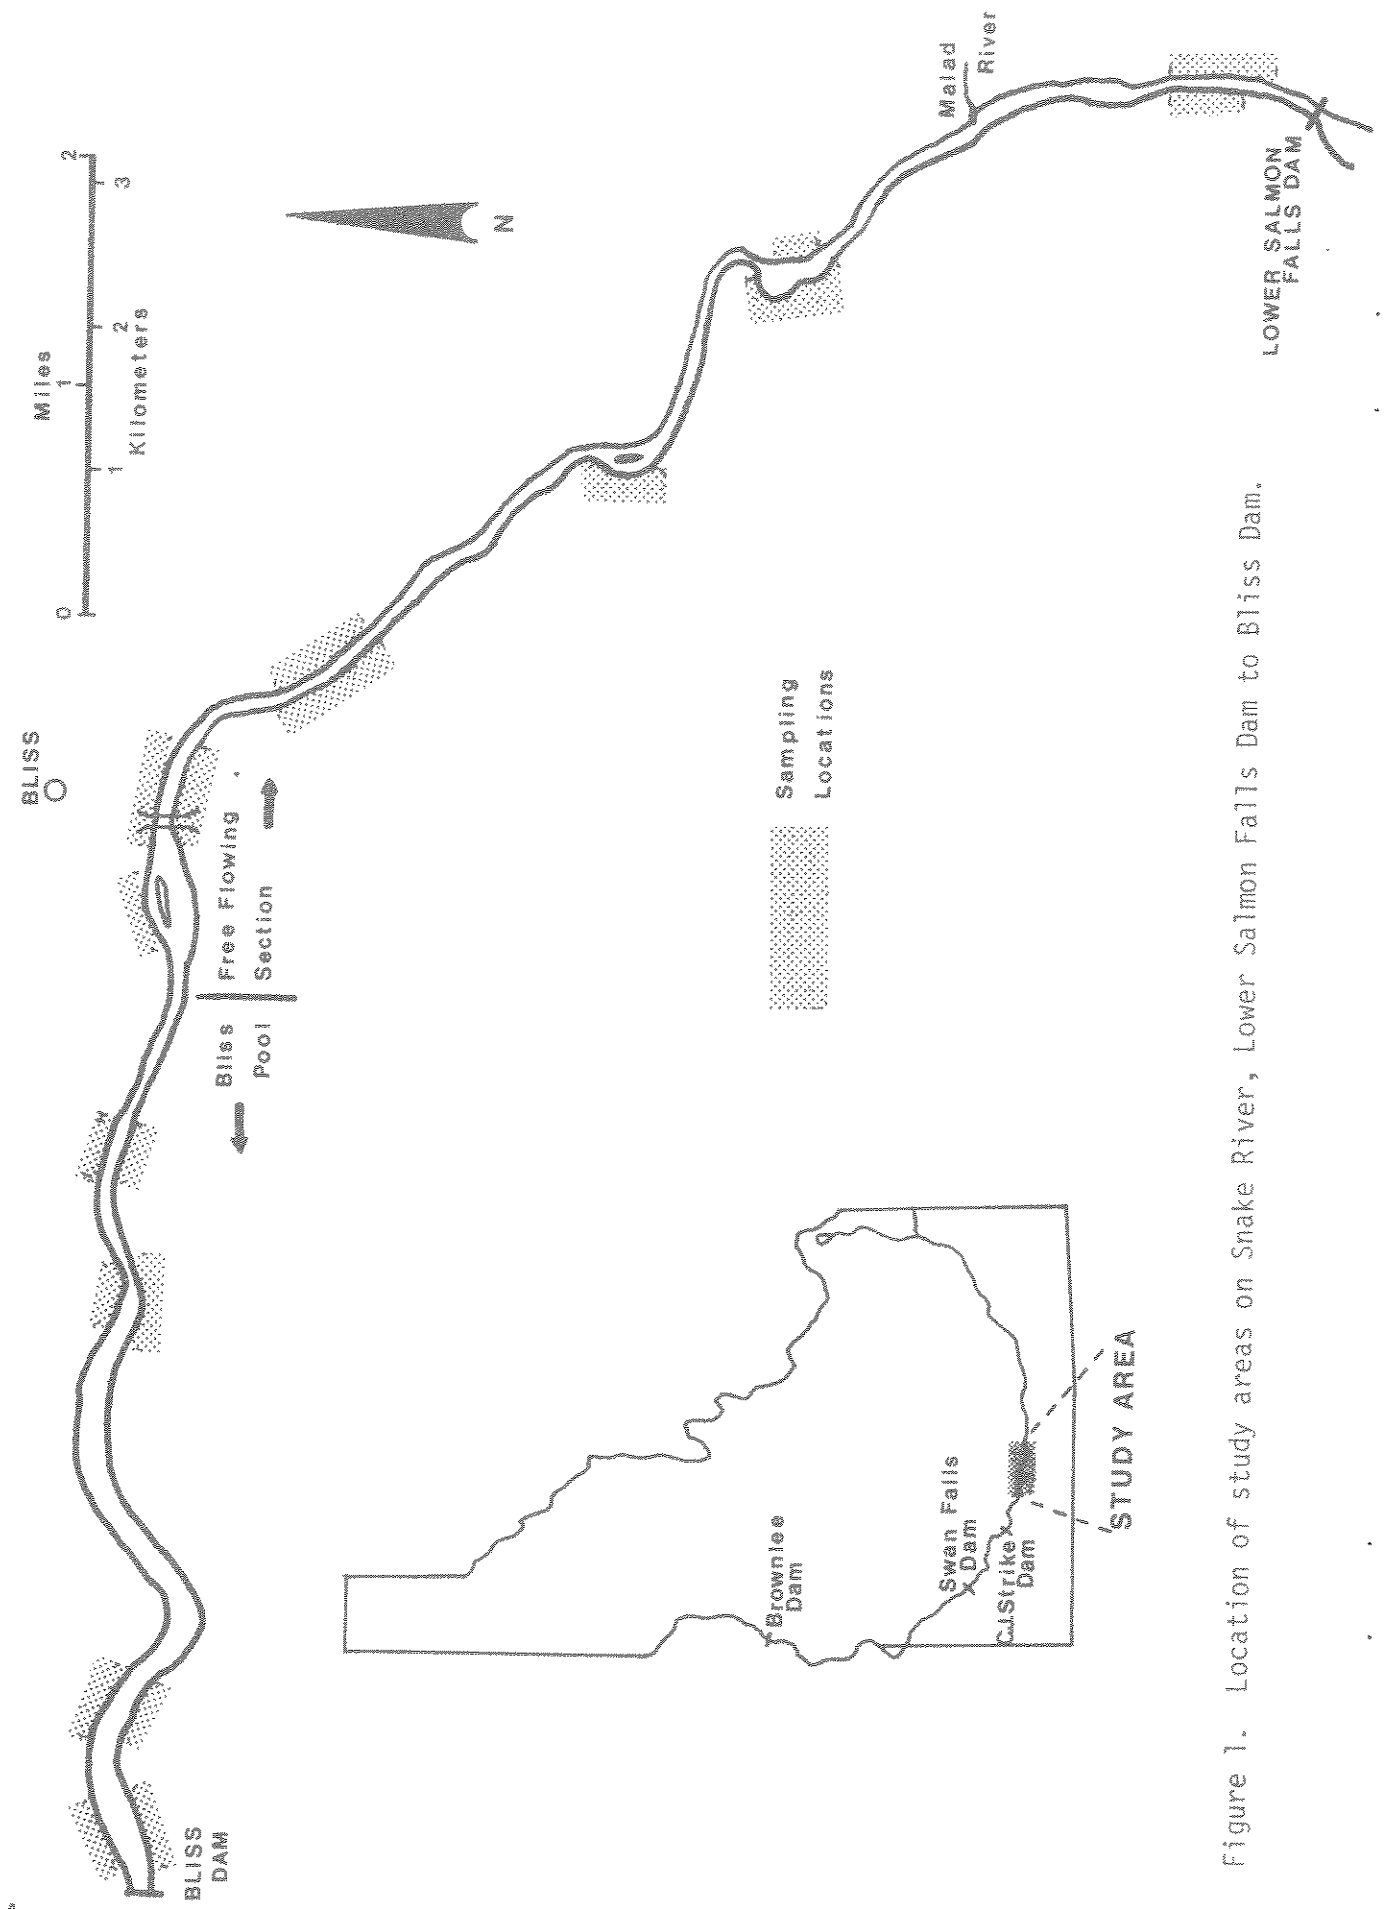 BLISS
Miles
0
1
2
1
2
3
Kilometers
N
Malad
River
Bliss
Pool
Free Flowing
Section
BLISS
DAM
Sampling
Locations
LOWER SALMON
FALLS DAM
Brownlee
Dam
Swan Falls
Dam
C.J.Strike
Dam
STUDY AREA
Figure 1. Location of study areas on Snake River, Lower Salmon Falls Dam to Bliss Dam.